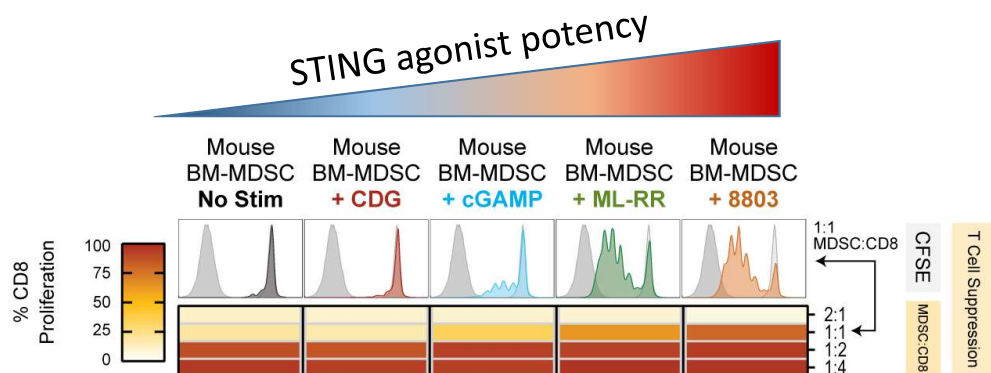 STING agonist potency
Mouse
BM-MDSC
No Stim
Mouse
BM-MDSC
+ CDG
Mouse
BM-MDSC
+ cGAMP
Mouse
BM-MDSC
+ ML-RR
Mouse
BM-MDSC
+ 8803
% CD8
Proliferation
100
75
50
25
0
1:1
MDSC:CD8
2:1
1:1
1:2
1:4
CFSE
MDSC:CD8
T Cell Suppression